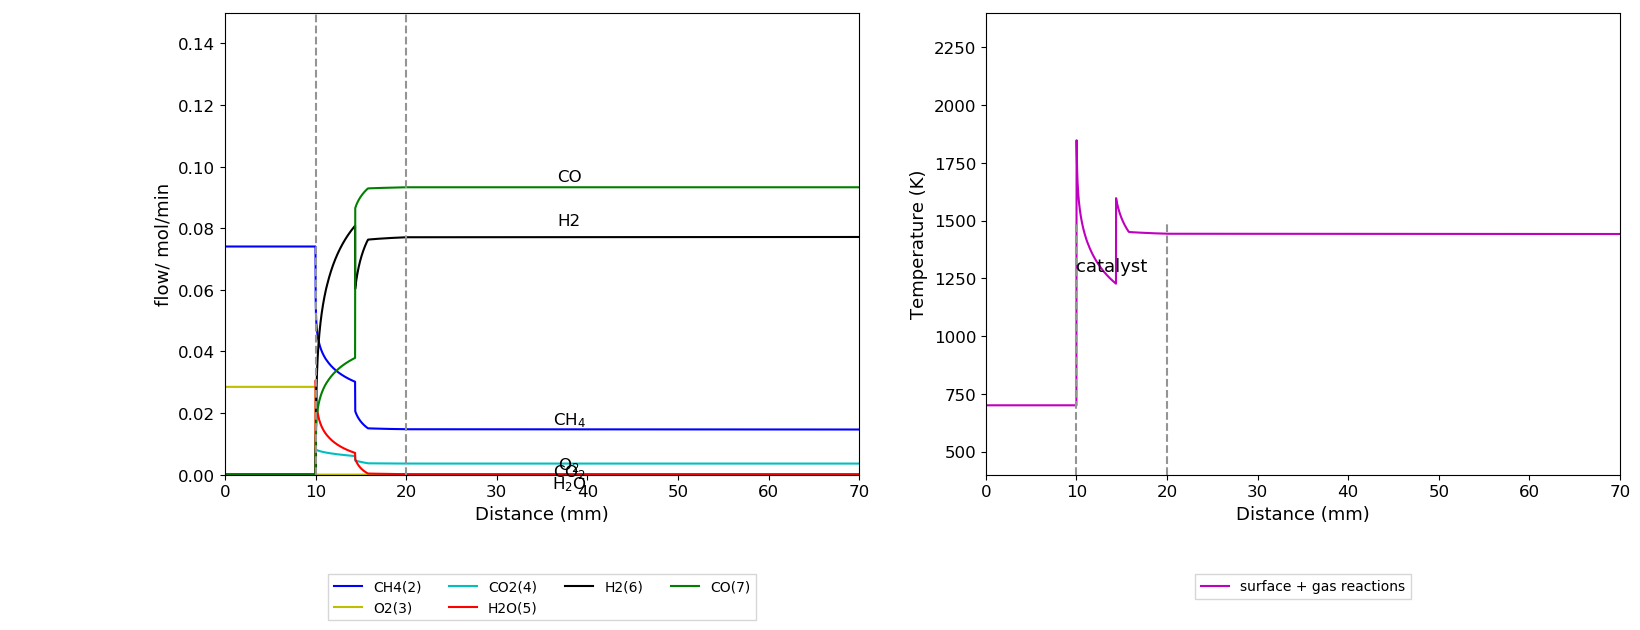 flow/ mol/min
0.14
0.12
0.10
0.08
0.06
0.04
0.02
0.00
CO
H2
CH₄
O₂
CO₂
H₂O
0 10 20 30 40 50 60 70
Distance (mm)
CH4(2) CO2(4) H2(6) CO(7)
O2(3) H2O(5)
Temperature (K)
2250
2000
1750
1500
1250
1000
750
500
catalyst
0 10 20 30 40 50 60 70
Distance (mm)
surface + gas reactions